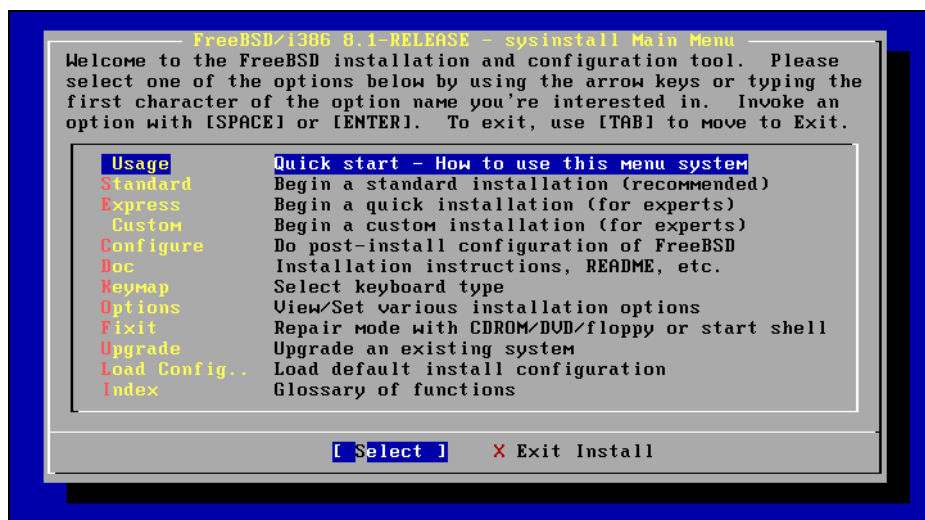 FreeBSD/i386 8.1-RELEASE - sysinstall Main Menu
Welcome to the FreeBSD installation and configuration tool.  Please
select one of the options below by using the arrow keys or typing the
first character of the option name you're interested in.  Invoke an
option with [SPACE] or [ENTER].  To exit, use [TAB] to move to Exit.
Usage Quick start - How to use this menu system
Standard Begin a standard installation (recommended)
Express Begin a quick installation (for experts)
Custom Begin a custom installation (for experts)
Configure Do post-install configuration of FreeBSD
Doc Installation instructions, README, etc.
Keymap Select keyboard type
Options View/Set various installation options
Fixit Repair mode with CDROM/DVD/floppy or start shell
Upgrade Upgrade an existing system
Load Config.. Load default install configuration
Index Glossary of functions
[ Select ] X Exit Install